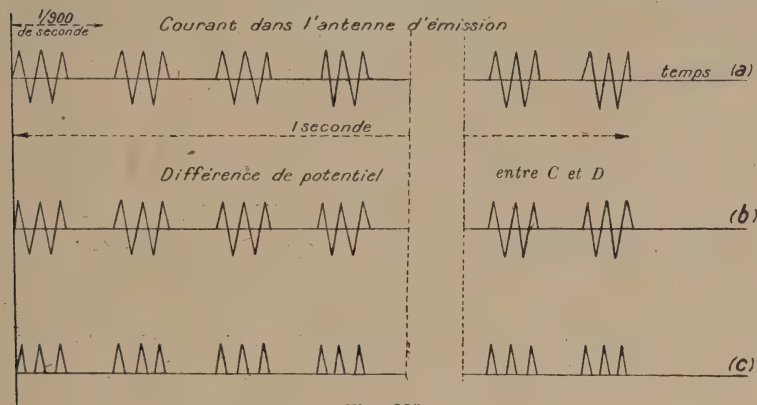 1/900
de seconde
Courant dans l'antenne d'émission
temps (a)
1 seconde
Différence de potentiel entre C et D
(b)
(c)